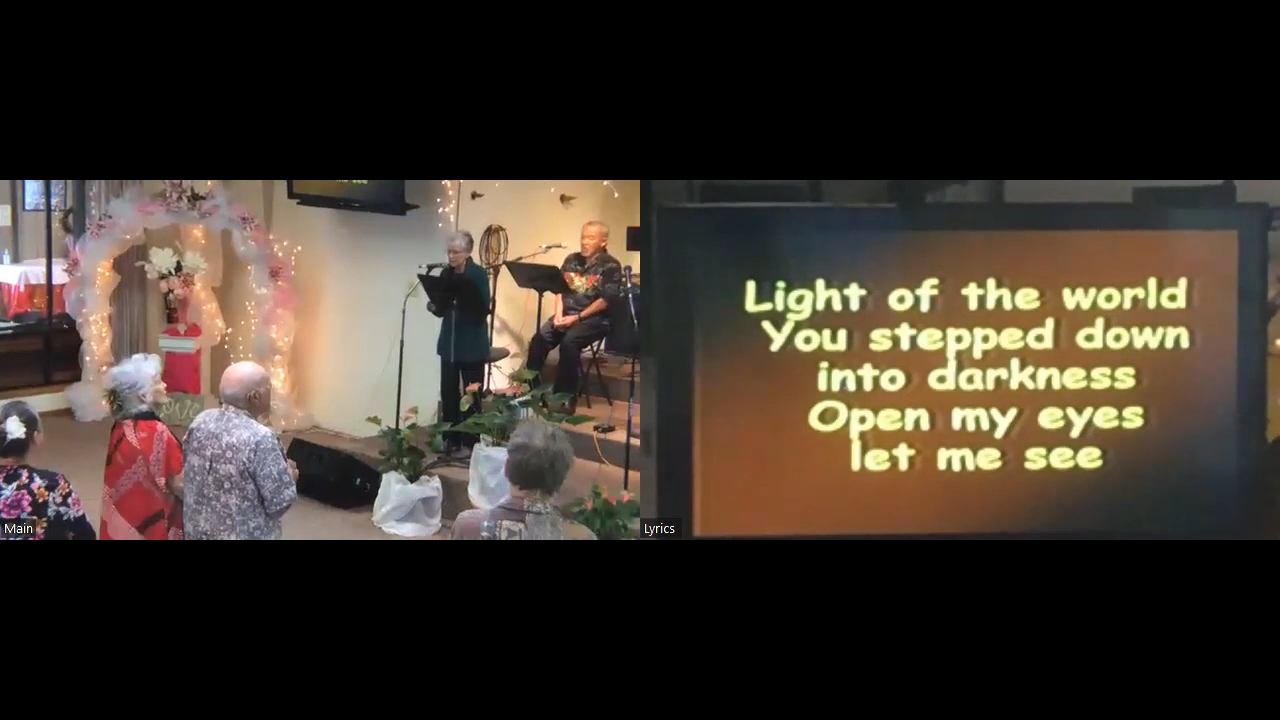 Light of the world
You stepped down
into darkness
Open my eyes
let me see
Main
Lyrics